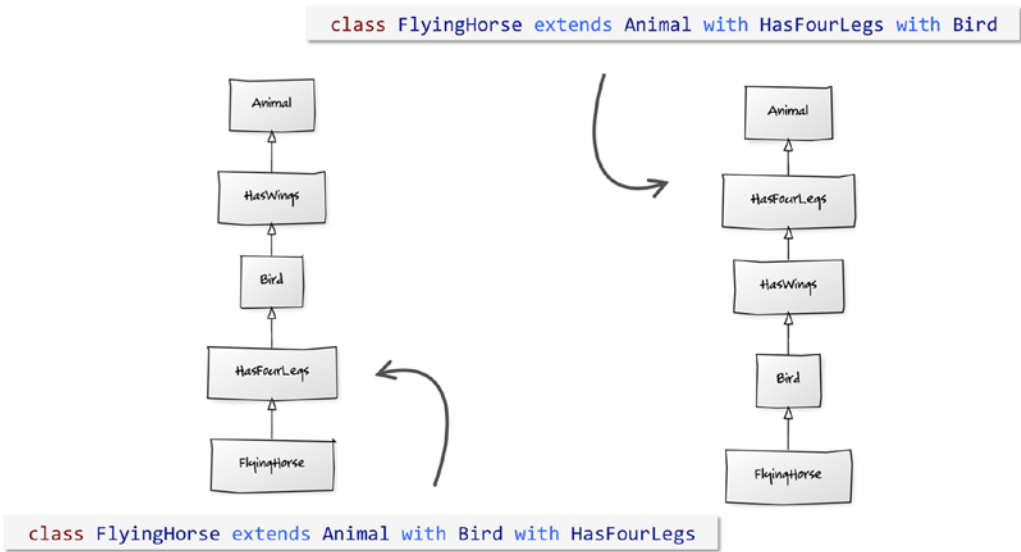 class FlyingHorse extends Animal with HasFourLegs with Bird
Animal
HasWings
Bird
HasFourLegs
FlyingHorse
Animal
HasFourLegs
HasWings
Bird
FlyingHorse
class FlyingHorse extends Animal with Bird with HasFourLegs